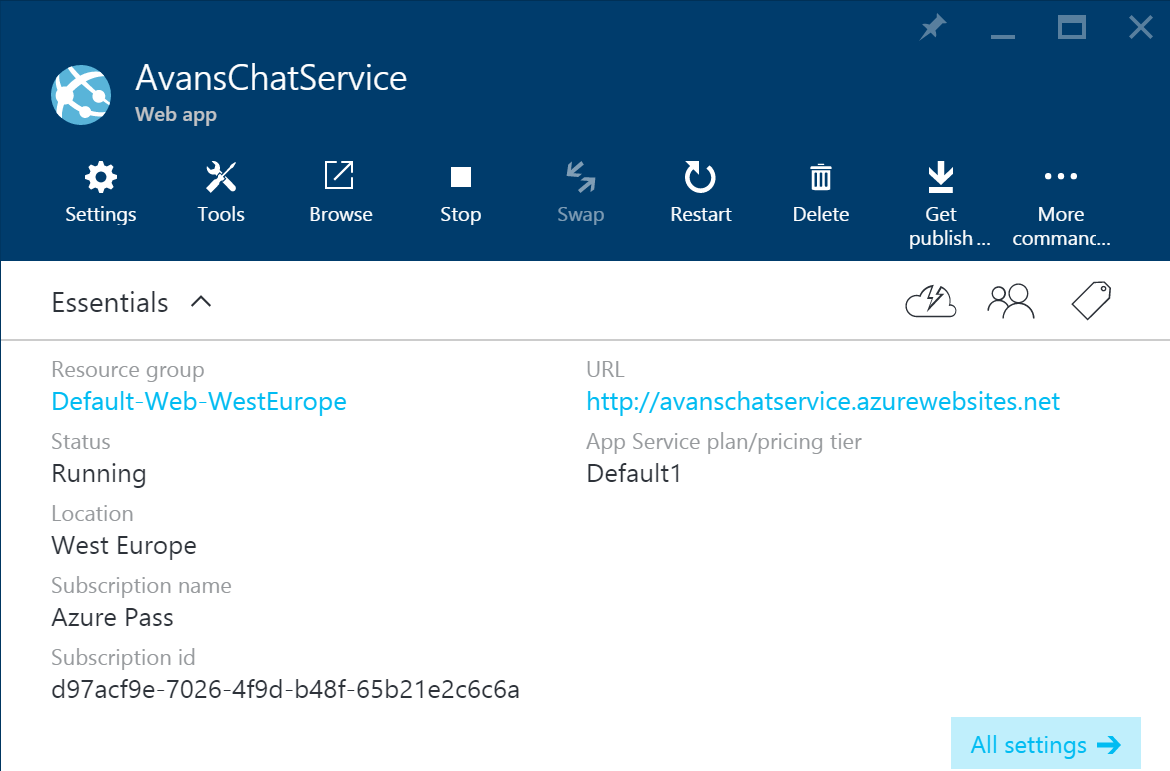 AvansChatService
Web app
Settings
Tools
Browse
Stop
Swap
Restart
Delete
Get
publish ...
More
commanc...
Essentials
Resource group
Default-Web-WestEurope
URL
http://avanschatservice.azurewebsites.net
Status
Running
App Service plan/pricing tier
Default1
Location
West Europe
Subscription name
Azure Pass
Subscription id
d97acf9e-7026-4f9d-b48f-65b21e2c6c6a
All settings